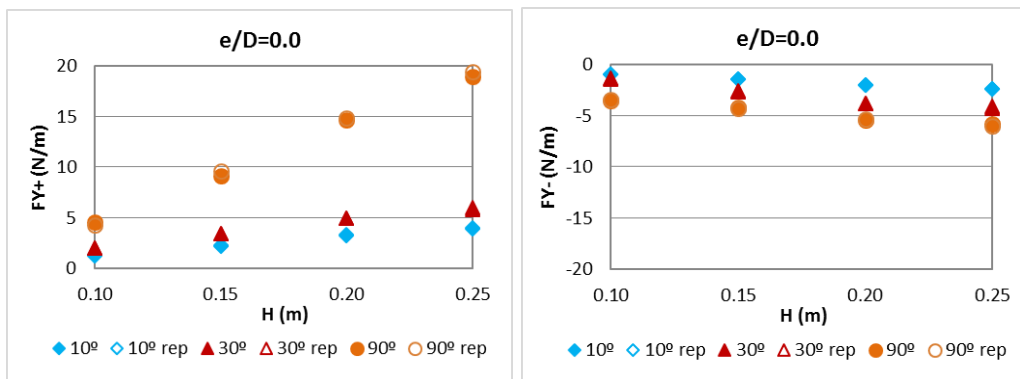 e/D=0.0
FY+ (N/m)
20
15
10
5
0
0.10 0.15 0.20 0.25
H (m)
10º 10º rep 30º 30º rep 90º 90º rep
e/D=0.0
FY- (N/m)
0
-5
-10
-15
-20
0.10 0.15 0.20 0.25
H (m)
10º 10º rep 30º 30º rep 90º 90º rep